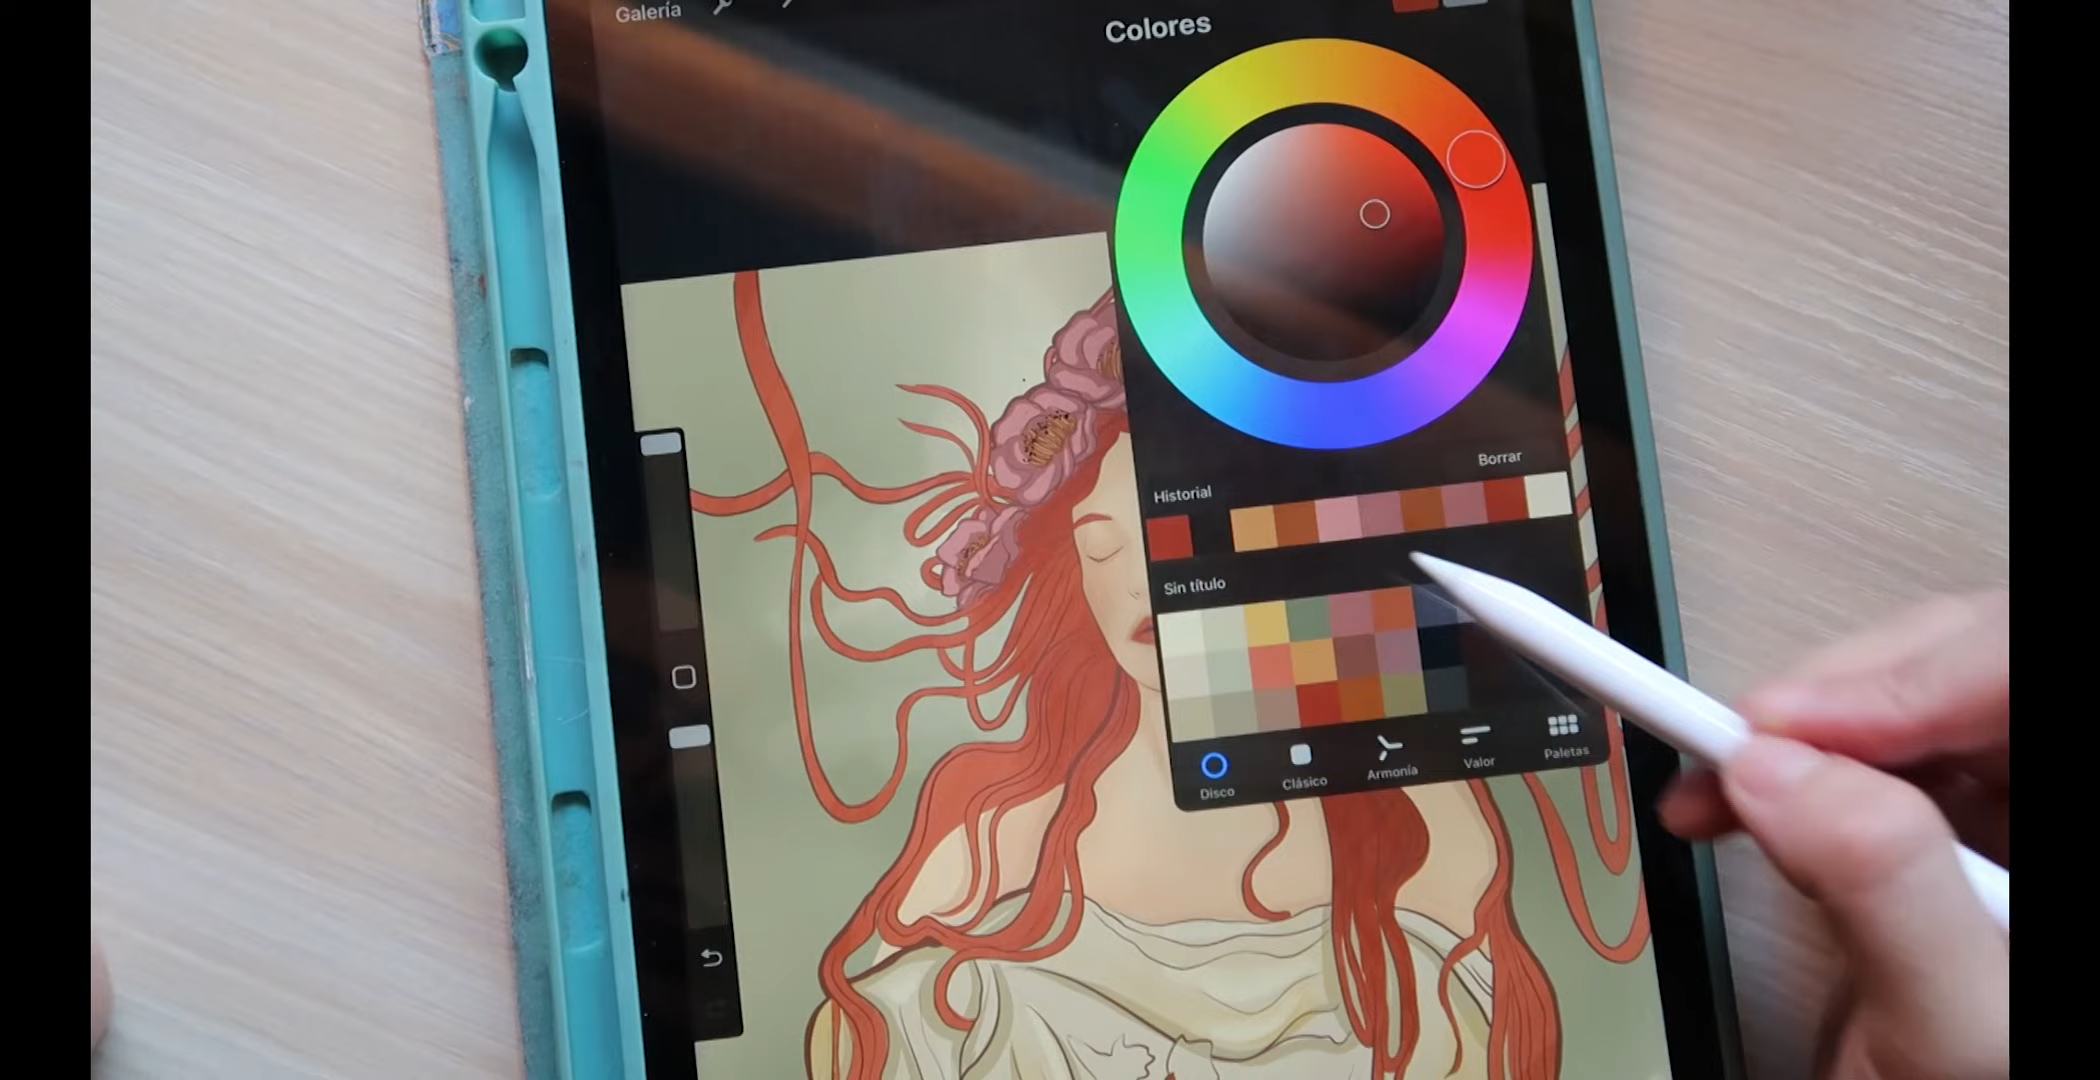 Galería
Colores
Borrar
Historial
Sin título
Disco
Clásico
Armonía
Valor
Paletas